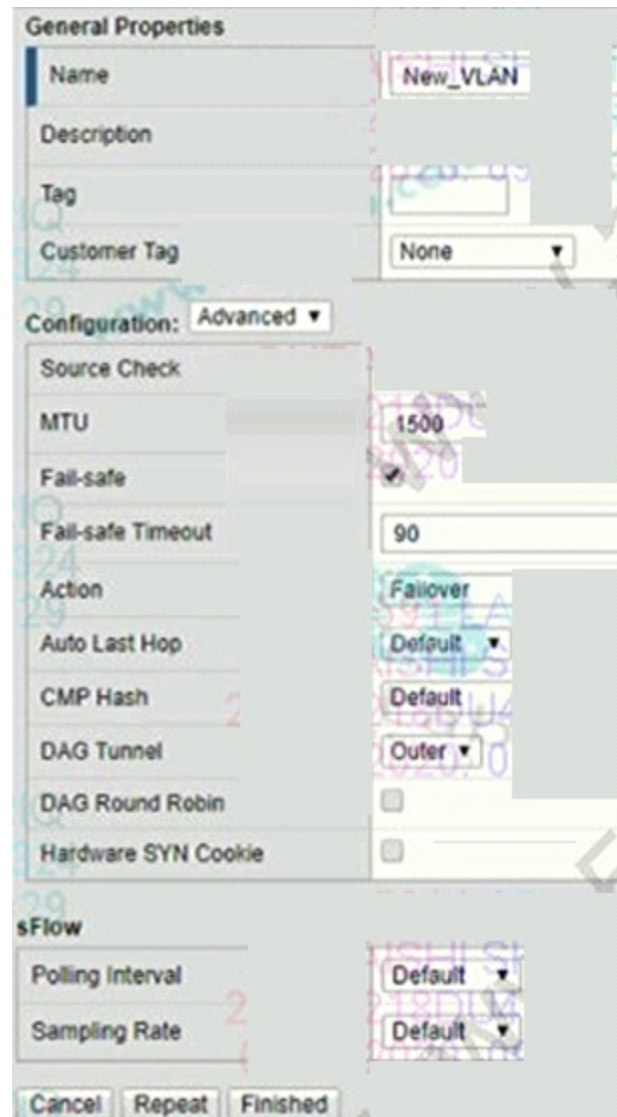 General Properties
Name New_VLAN
Description
Tag
Customer Tag None
Configuration: Advanced
Source Check
MTU 1500
Fail-safe
Fail-safe Timeout 90
Action Failover
Auto Last Hop Default
CMP Hash Default
DAG Tunnel Outer
DAG Round Robin
Hardware SYN Cookie
sFlow
Polling Interval Default
Sampling Rate Default
Cancel Repeat Finished